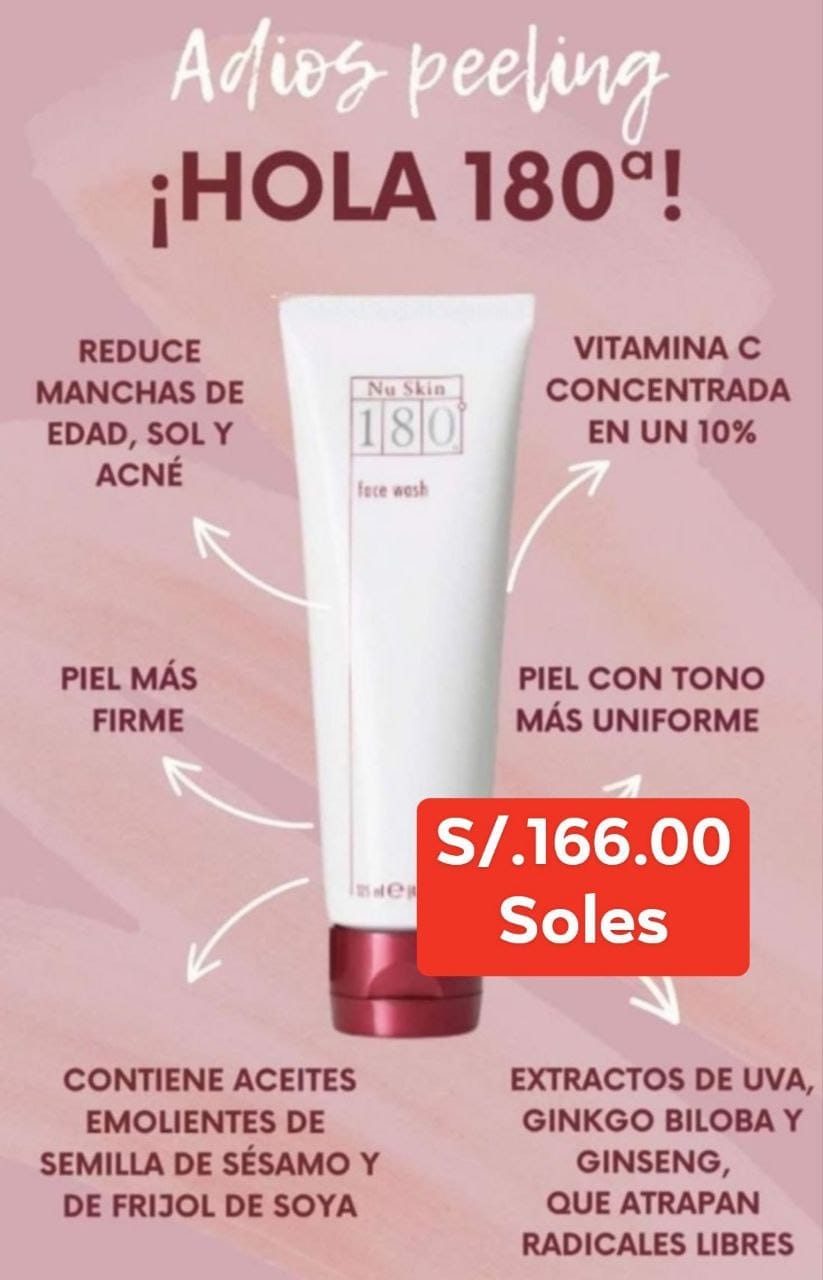 Adios peeling
¡HOLA 180ª!
REDUCE
MANCHAS DE
EDAD, SOL Y
ACNÉ
VITAMINA C
CONCENTRADA
EN UN 10%
Nu Skin
180°
face wash
PIEL MÁS
FIRME
PIEL CON TONO
MÁS UNIFORME
S/.166.00
Soles
CONTIENE ACEITES
EMOLIENTES DE
SEMILLA DE SÉSAMO Y
DE FRIJOL DE SOYA
EXTRACTOS DE UVA,
GINKGO BILOBA Y
GINSENG,
QUE ATRAPAN
RADICALES LIBRES